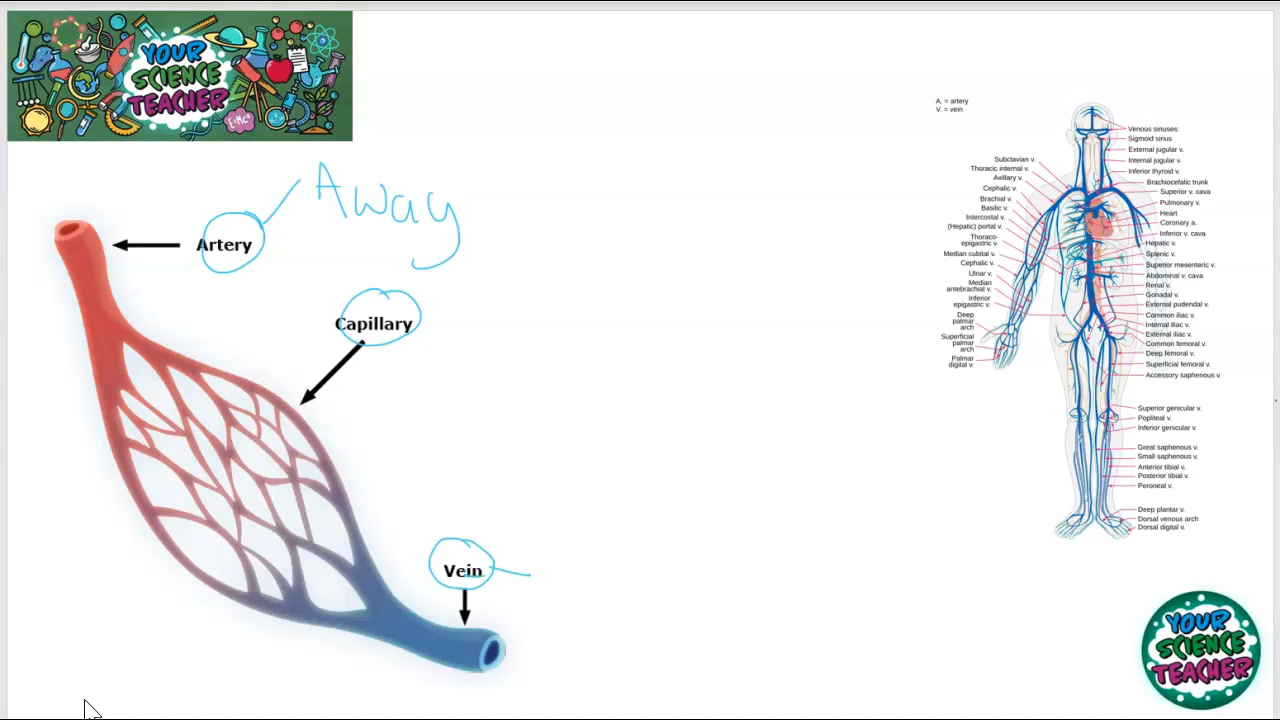 YOUR
SCIENCE
TEACHER
E=MC²
A. = artery
V. = vein
Away
Artery
Capillary
Vein
Subclavian v.
Thoracic internal v.
Axillary v.
Cephalic v.
Brachial v.
Basilic v.
Intercostal v.
(Hepatic) portal v.
Thoraco-
epigastric v.
Median cubital v.
Cephalic v.
Ulnar v.
Median
antebrachial v.
Inferior
epigastric v.
Deep
palmar
arch
Superficial
palmar
arch
Palmar
digital v.
Venous sinuses:
Sigmoid sinus
External jugular v.
Internal jugular v.
Inferior thyroid v.
Brachiocefalic trunk
Superior v. cava
Pulmonary v.
Heart
Coronary a.
Inferior v. cava
Hepatic v.
Splenic v.
Superior mesenteric v.
Abdominal v. cava
Renal v.
Gonadal v.
External pudendal v.
Common iliac v.
Internal iliac v.
External iliac v.
Common femoral v.
Deep femoral v.
Superficial femoral v.
Accessory saphenous v.
Superior genicular v.
Popliteal v.
Inferior genicular v.
Great saphenous v.
Small saphenous v.
Anterior tibial v.
Posterior tibial v.
Peroneal v.
Deep plantar v.
Dorsal venous arch
Dorsal digital v.
YOUR
SCIENCE
TEACHER